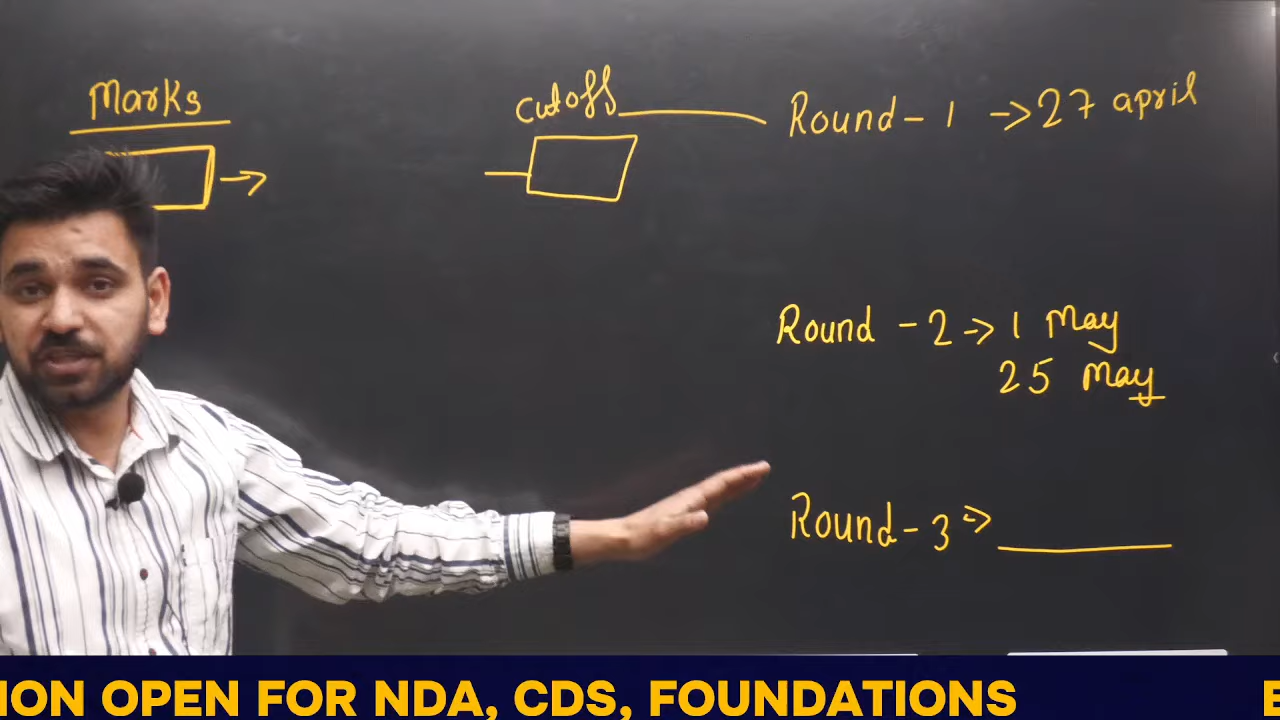 Marks
cutoff
Round-1 → 27 april
Round-2 → 1 May
25 May
Round-3 →
ION OPEN FOR NDA, CDS, FOUNDATIONS